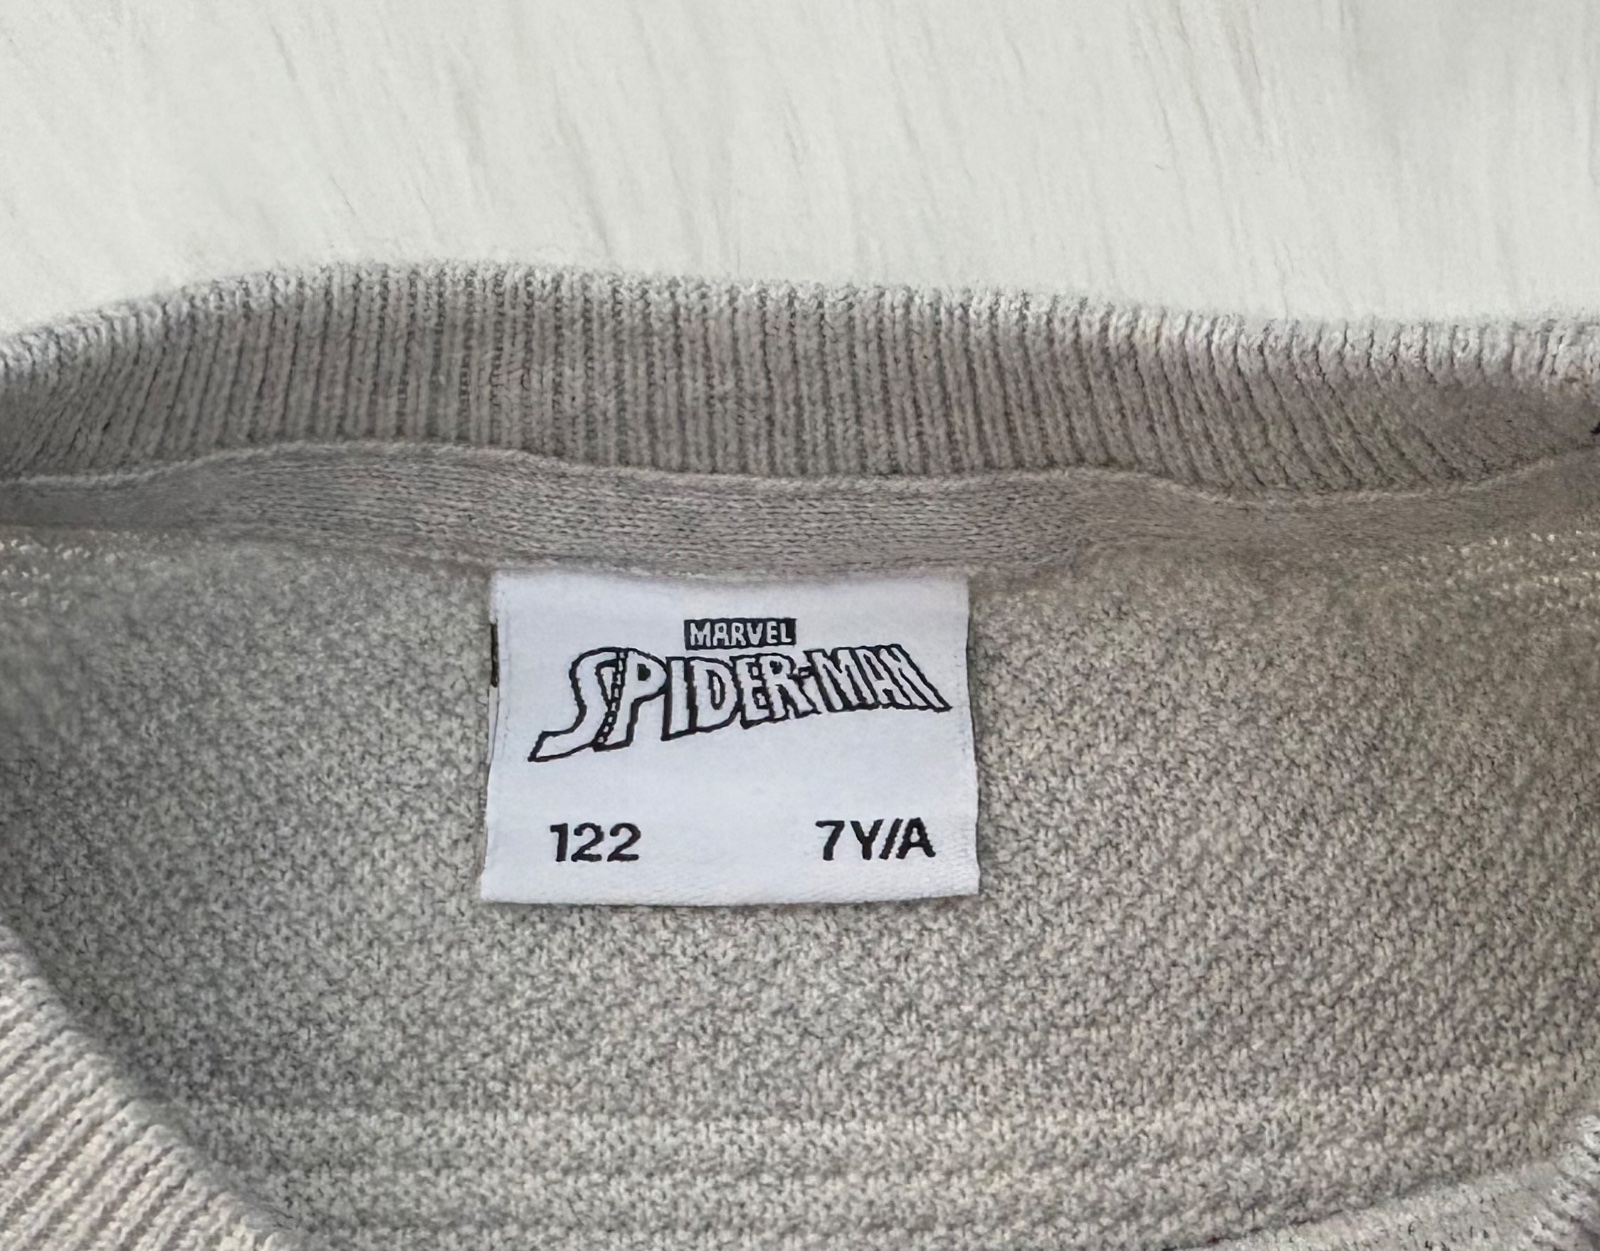 MARVEL
SPIDER-MAN
122 7Y/A